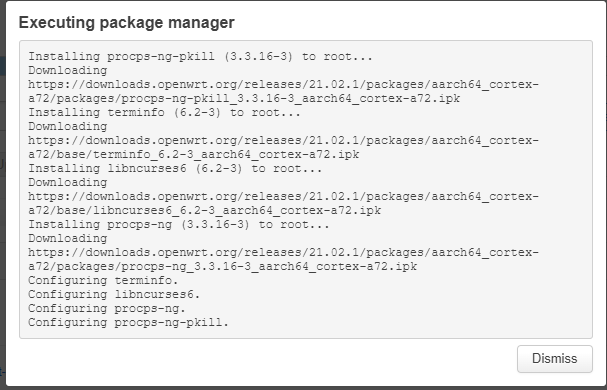 Executing package manager
Installing procps-ng-pkill (3.3.16-3) to root...
Downloading
https://downloads.openwrt.org/releases/21.02.1/packages/aarch64_cortex-
a72/packages/procps-ng-pkill_3.3.16-3_aarch64_cortex-a72.ipk
Installing terminfo (6.2-3) to root...
Downloading
https://downloads.openwrt.org/releases/21.02.1/packages/aarch64_cortex-
a72/base/terminfo_6.2-3_aarch64_cortex-a72.ipk
Installing libncurses6 (6.2-3) to root...
Downloading
https://downloads.openwrt.org/releases/21.02.1/packages/aarch64_cortex-
a72/base/libncurses6_6.2-3_aarch64_cortex-a72.ipk
Installing procps-ng (3.3.16-3) to root...
Downloading
https://downloads.openwrt.org/releases/21.02.1/packages/aarch64_cortex-
a72/packages/procps-ng_3.3.16-3_aarch64_cortex-a72.ipk
Configuring terminfo.
Configuring libncurses6.
Configuring procps-ng.
Configuring procps-ng-pkill.
Dismiss